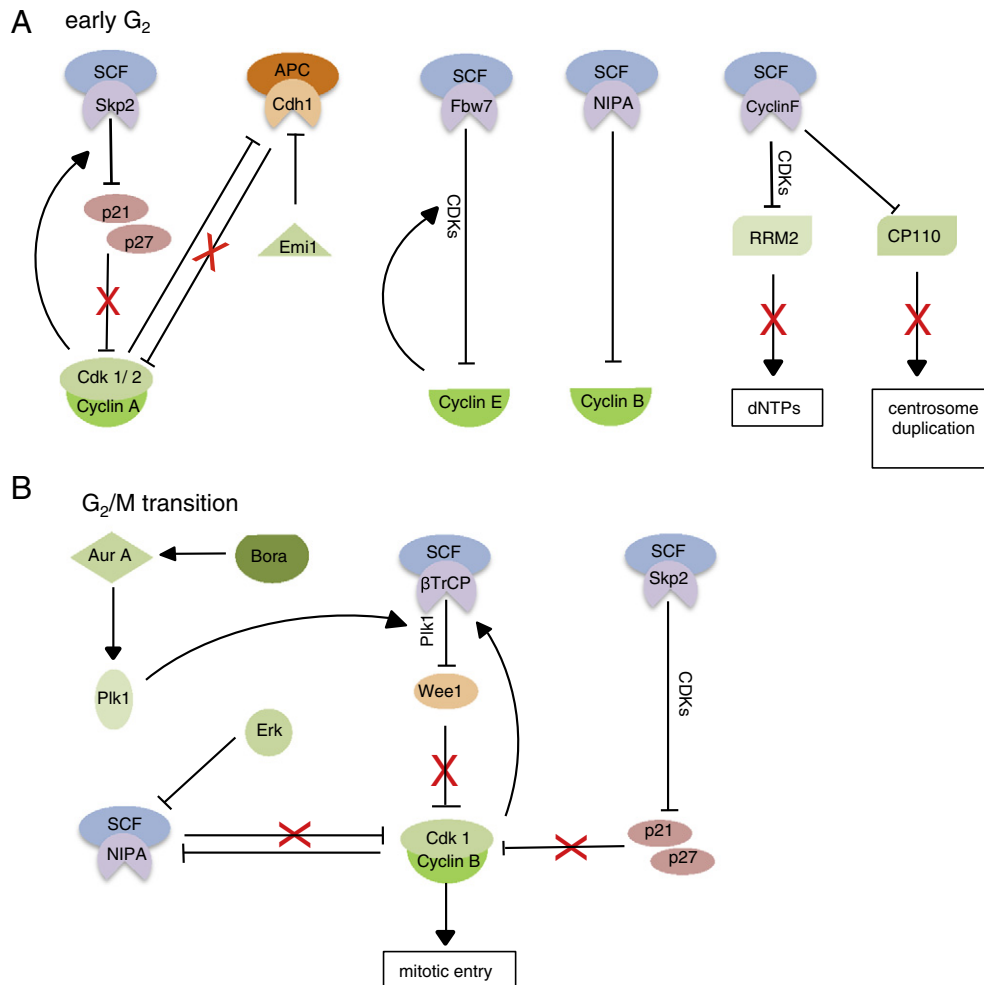 A early G2
SCF
Skp2
APC
Cdh1
SCF
Fbw7
SCF
NIPA
SCF
CyclinF
CDKs
p21
p27
Emi1
CDKs
RRM2
CP110
Cdk 1/ 2
Cyclin A
Cyclin E
Cyclin B
dNTPs
centrosome
duplication
B G2/M transition
Aur A
Bora
SCF
βTrCP
SCF
Skp2
Plk1
Plk1
Wee1
CDKs
Erk
SCF
NIPA
Cdk 1
Cyclin B
p21
p27
mitotic entry